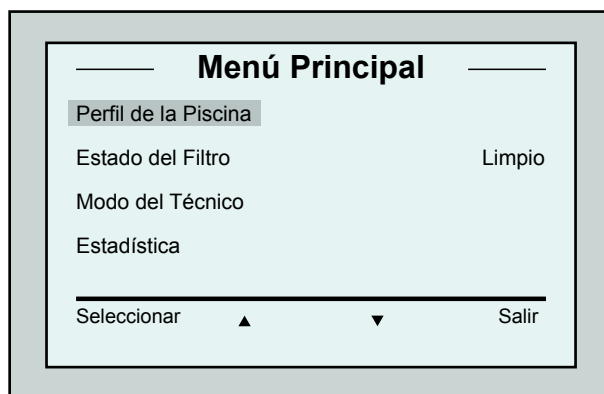 Menú Principal
Perfil de la Piscina
Estado del Filtro Limpio
Modo del Técnico
Estadística
Seleccionar ▲ ▼ Salir